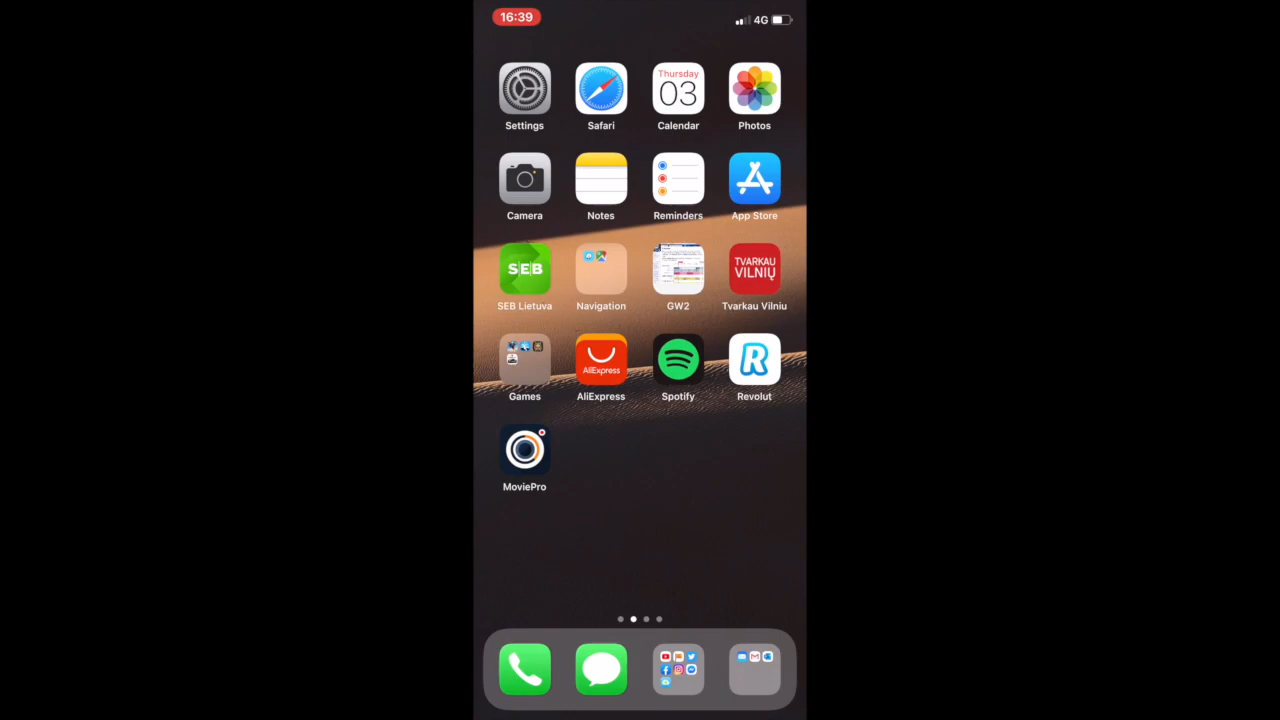 16:39
4G
Thursday
03
Settings
Safari
Calendar
Photos
Camera
Notes
Reminders
App Store
SEB
TVARKAU
VILNIŲ
SEB Lietuva
Navigation
GW2
Tvarkau Vilniu
AliExpress
Games
AliExpress
Spotify
Revolut
MoviePro